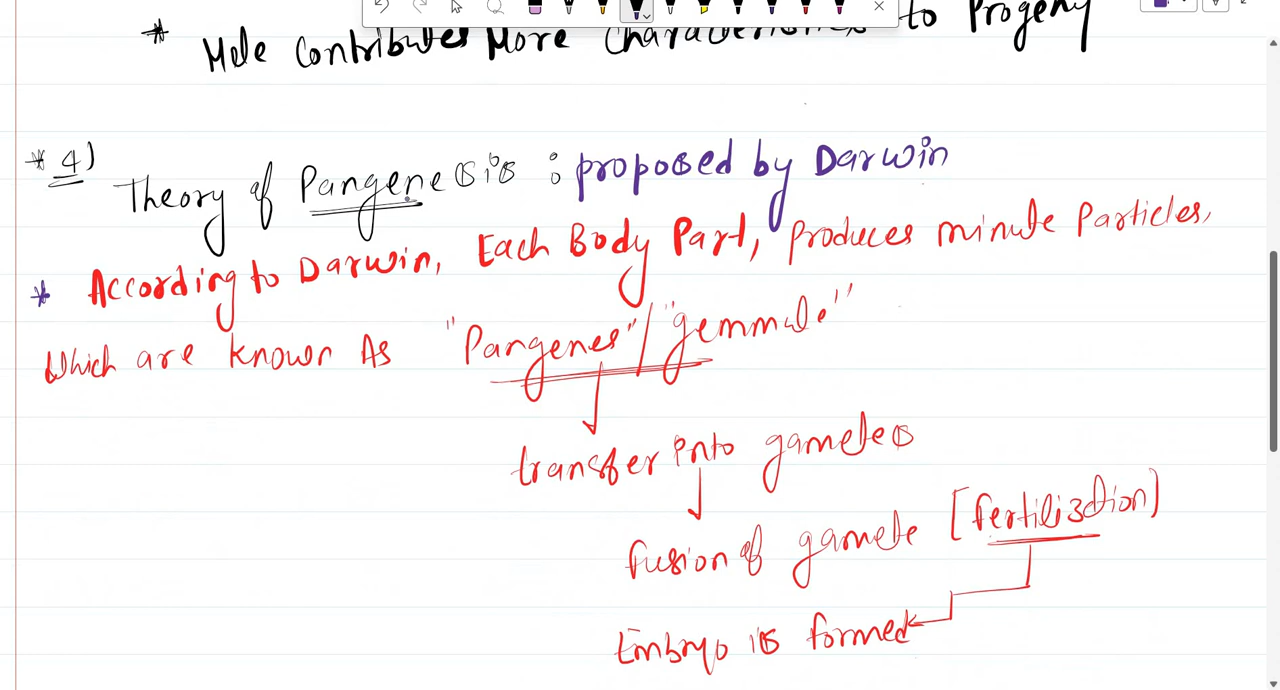 * Male Contributes More Characteristics to Progeny
* 4)
Theory of Pangenesis : proposed by Darwin
* According to Darwin, Each Body Part, produces minute Particles,
Which are known As "Pangenes"/"gemmule"
transfer into gametes
fusion of gamete [fertilization]
Embryo is formed